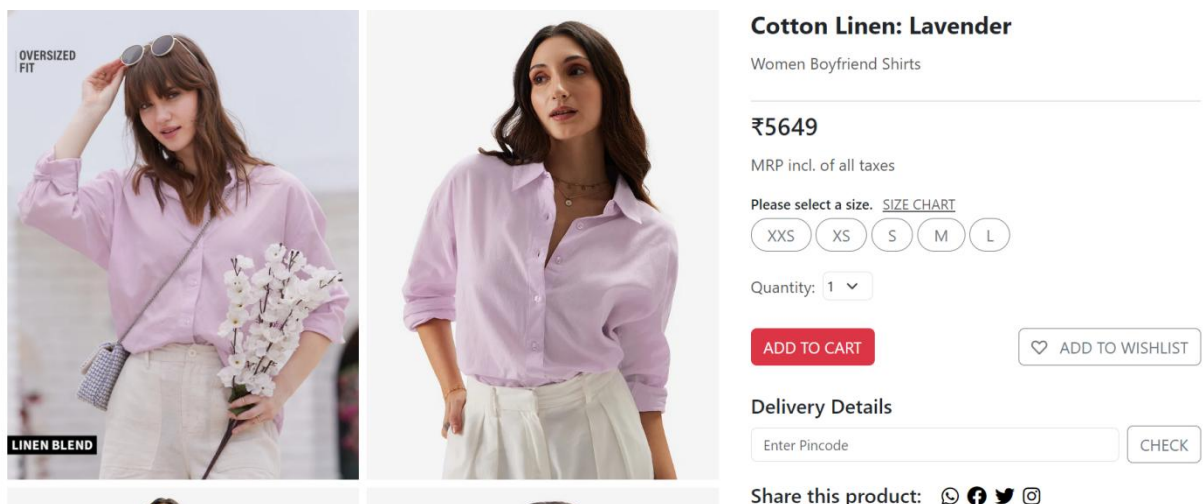 OVERSIZED
FIT
LINEN BLEND
Cotton Linen: Lavender
Women Boyfriend Shirts
₹5649
MRP incl. of all taxes
Please select a size. SIZE CHART
XXS XS S M L
Quantity: 1
ADD TO CART ADD TO WISHLIST
Delivery Details
Enter Pincode CHECK
Share this product: